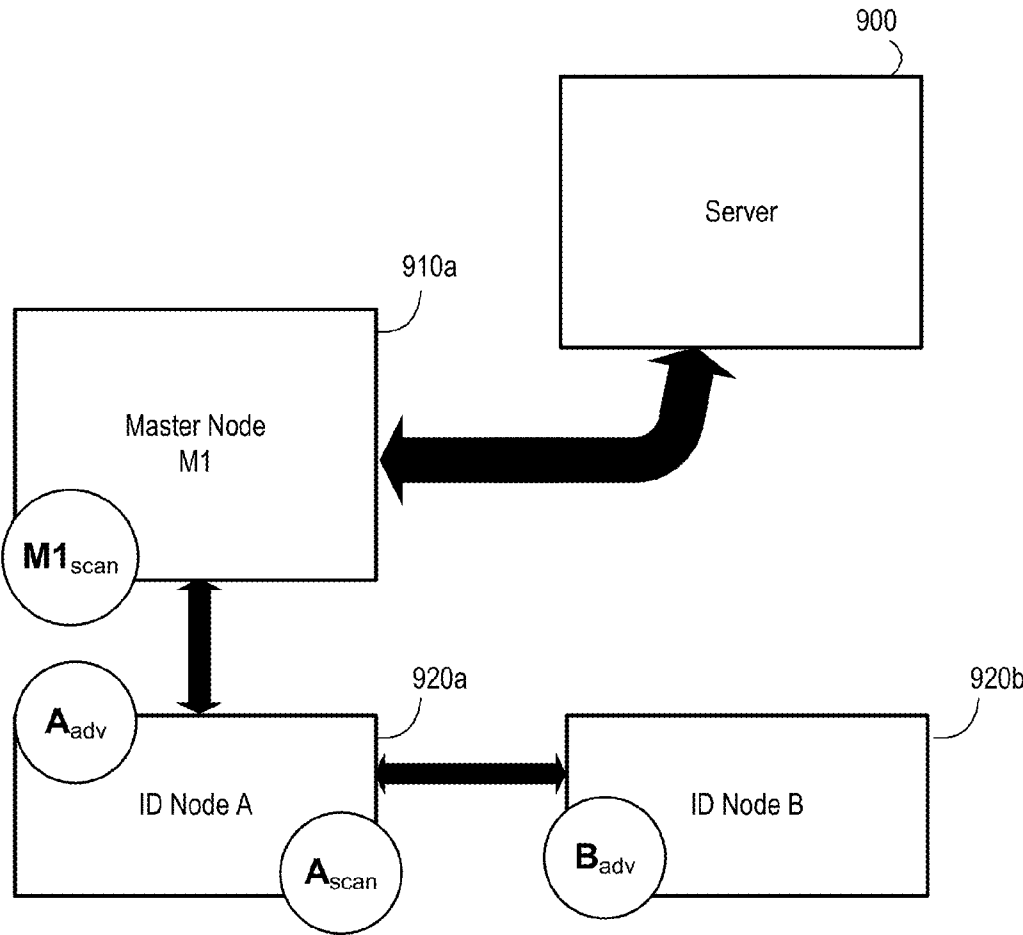 900
Server
910a
Master Node
M1
M1scan
920a
920b
Aadv
ID Node A
ID Node B
Ascan
Badv